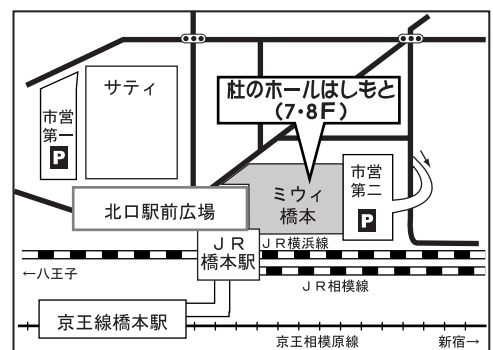 サティ
杜のホールはしもと
(7･8F)
市営
第一
P
市営
第二
P
ミウィ
橋本
北口駅前広場
JR
橋本駅
JR横浜線
←八王子
JR相模線
京王線橋本駅
京王相模原線
新宿→